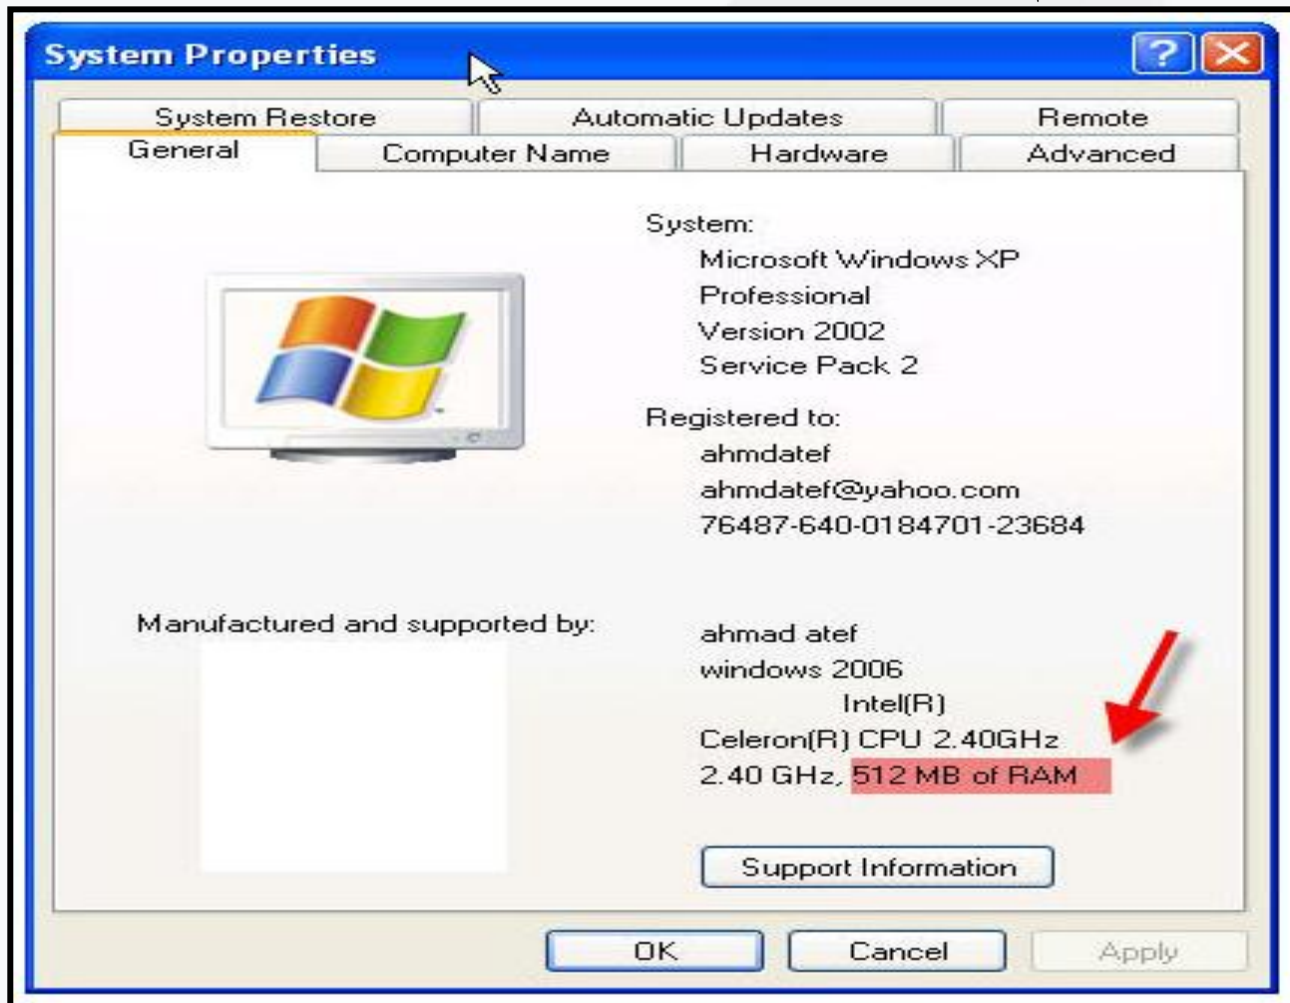 System Properties
?
System Restore
Automatic Updates
Remote
General
Computer Name
Hardware
Advanced
System:
Microsoft Windows XP
Professional
Version 2002
Service Pack 2
Registered to:
ahmdatef
ahmdatef@yahoo.com
76487-640-0184701-23684
Manufactured and supported by:
ahmad atef
windows 2006
Intel(R)
Celeron(R) CPU 2.40GHz
2.40 GHz, 512 MB of RAM
Support Information
OK
Cancel
Apply